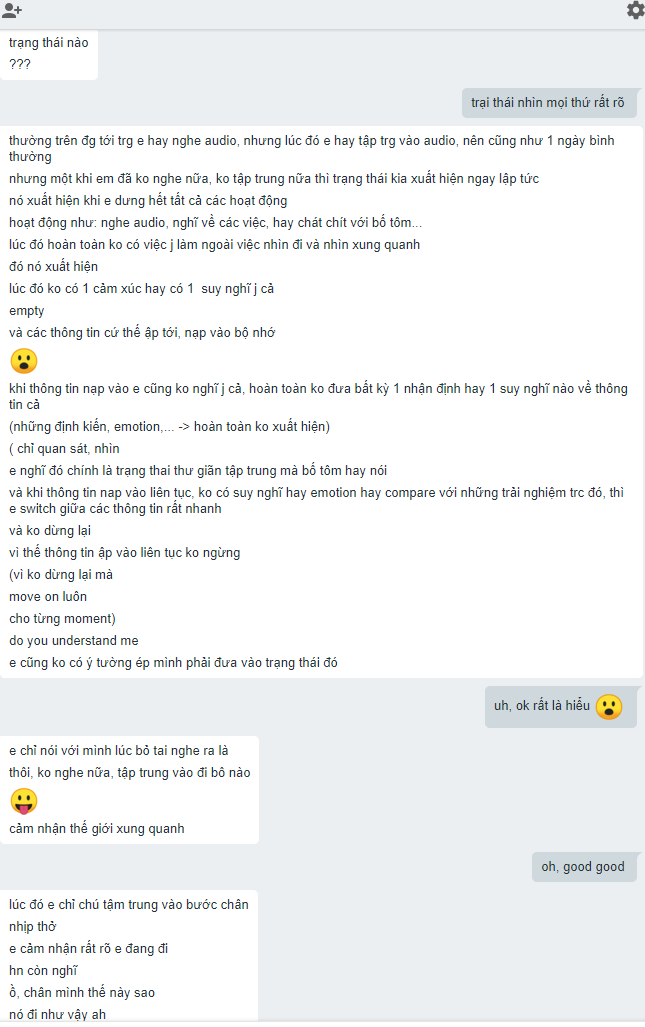 trạng thái nào
???
trại thái nhìn mọi thứ rất rõ
thường trên đg tới trg e hay nghe audio, nhưng lúc đó e hay tập trg vào audio, nên cũng như 1 ngày bình
thường
nhưng một khi em đã ko nghe nữa, ko tập trung nữa thì trạng thái kia xuất hiện ngay lập tức
nó xuất hiện khi e dưng hết tất cả các hoạt động
hoạt động như: nghe audio, nghĩ về các việc, hay chát chít với bố tôm...
lúc đó hoàn toàn ko có việc j làm ngoài việc nhìn đi và nhìn xung quanh
đó nó xuất hiện
lúc đó ko có 1 cảm xúc hay có 1 suy nghĩ j cả
empty
và các thông tin cứ thế ập tới, nạp vào bộ nhớ
😮
khi thông tin nạp vào e cũng ko nghĩ j cả, hoàn toàn ko đưa bất kỳ 1 nhận định hay 1 suy nghĩ nào về thông
tin cả
(những định kiến, emotion,... -> hoàn toàn ko xuất hiện)
( chỉ quan sát, nhìn
e nghĩ đó chính là trạng thai thư giãn tập trung mà bố tôm hay nói
và khi thông tin nap vào liên tục, ko có suy nghĩ hay emotion hay compare với những trải nghiệm trc đó, thì
e switch giữa các thông tin rất nhanh
và ko dừng lại
vì thế thông tin ập vào liên tục ko ngừng
(vì ko dừng lại mà
move on luôn
cho từng moment)
do you understand me
e cũng ko có ý tưởng ép mình phải đưa vào trạng thái đó
uh, ok rất là hiểu 😮
e chỉ nói với mình lúc bỏ tai nghe ra là
thôi, ko nghe nữa, tập trung vào đi bô nào
😛
cảm nhận thế giới xung quanh
oh, good good
lúc đó e chỉ chú tậm trung vào bước chân
nhịp thở
e cảm nhận rất rõ e đang đi
hn còn nghĩ
ồ, chân mình thế này sao
nó đi như vậy ah